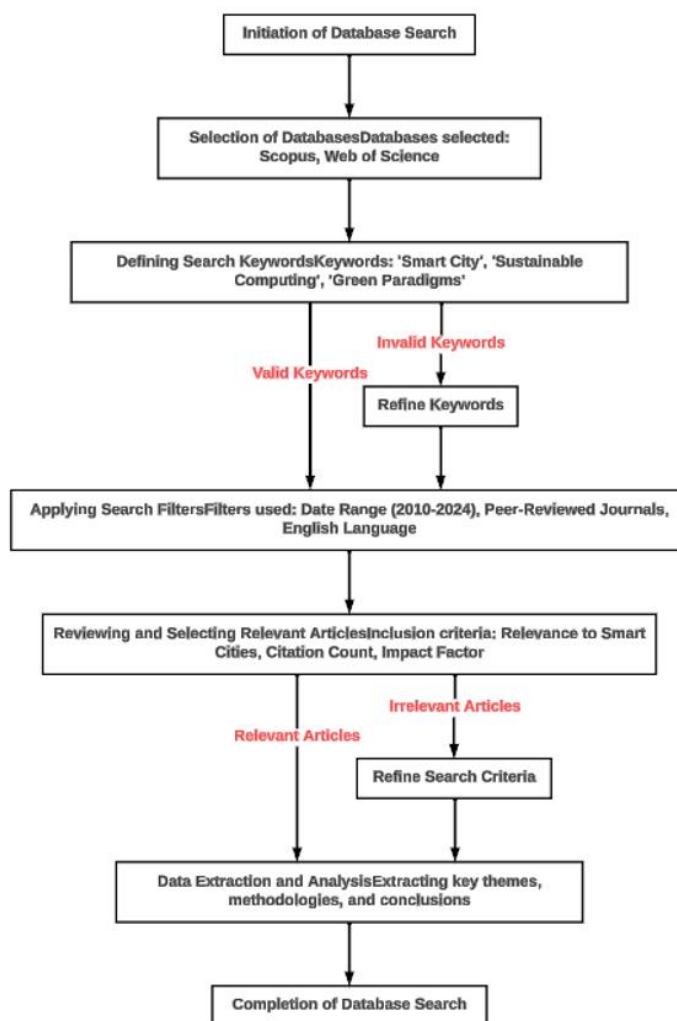 Initiation of Database Search
Selection of DatabasesDatabases selected:
Scopus, Web of Science
Defining Search KeywordsKeywords: 'Smart City', 'Sustainable
Computing', 'Green Paradigms'
Invalid Keywords
Valid Keywords
Refine Keywords
Applying Search FiltersFilters used: Date Range (2010-2024), Peer-Reviewed Journals,
English Language
Reviewing and Selecting Relevant ArticlesInclusion criteria: Relevance to Smart
Cities, Citation Count, Impact Factor
Irrelevant Articles
Relevant Articles
Refine Search Criteria
Data Extraction and AnalysisExtracting key themes,
methodologies, and conclusions
Completion of Database Search